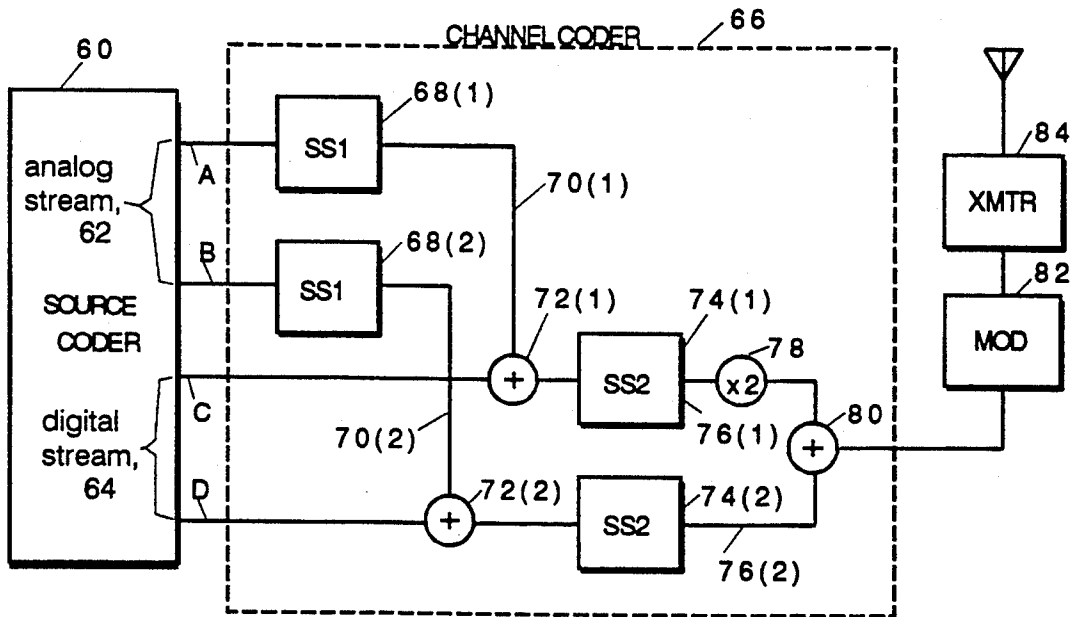 CHANNEL CODER
66
60
68(1)
SS1
84
analog
stream,
62
A
70(1)
XMTR
B
68(2)
SS1
82
SOURCE
CODER
72(1)
74(1)
78
MOD
+
SS2
x2
80
C
digital
stream,
64
70(2)
76(1)
+
D
72(2)
74(2)
+
SS2
76(2)